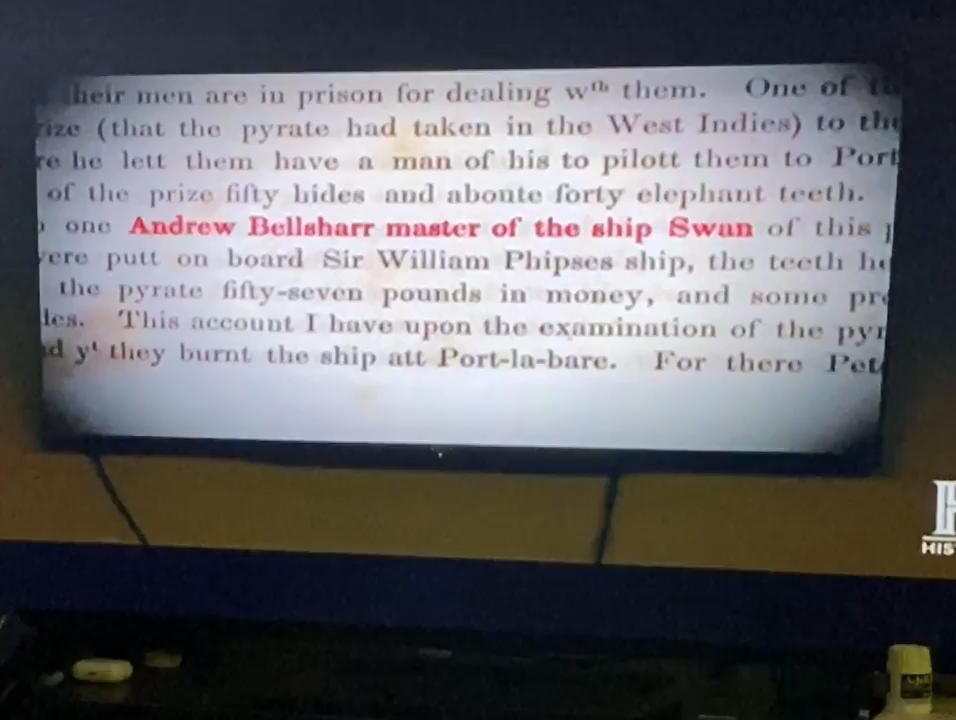 heir men are in prison for dealing wth them. One of
ize (that the pyrate had taken in the West Indies) to the
re he lett them have a man of his to pilott them to Port
of the prize fifty hides and aboute forty elephant teeth.
one Andrew Bellsharr master of the ship Swan of this
vere putt on board Sir William Phipses ship, the teeth he
the pyrate fifty-seven pounds in money, and some pre
les. This account I have upon the examination of the pyr
d yt they burnt the ship att Port-la-bare. For there Pet
H
HIS